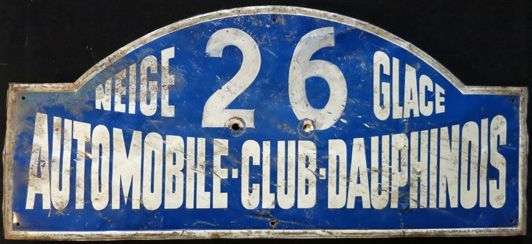 NEIGE 26 GLACE
AUTOMOBILE-CLUB-DAUPHINOIS